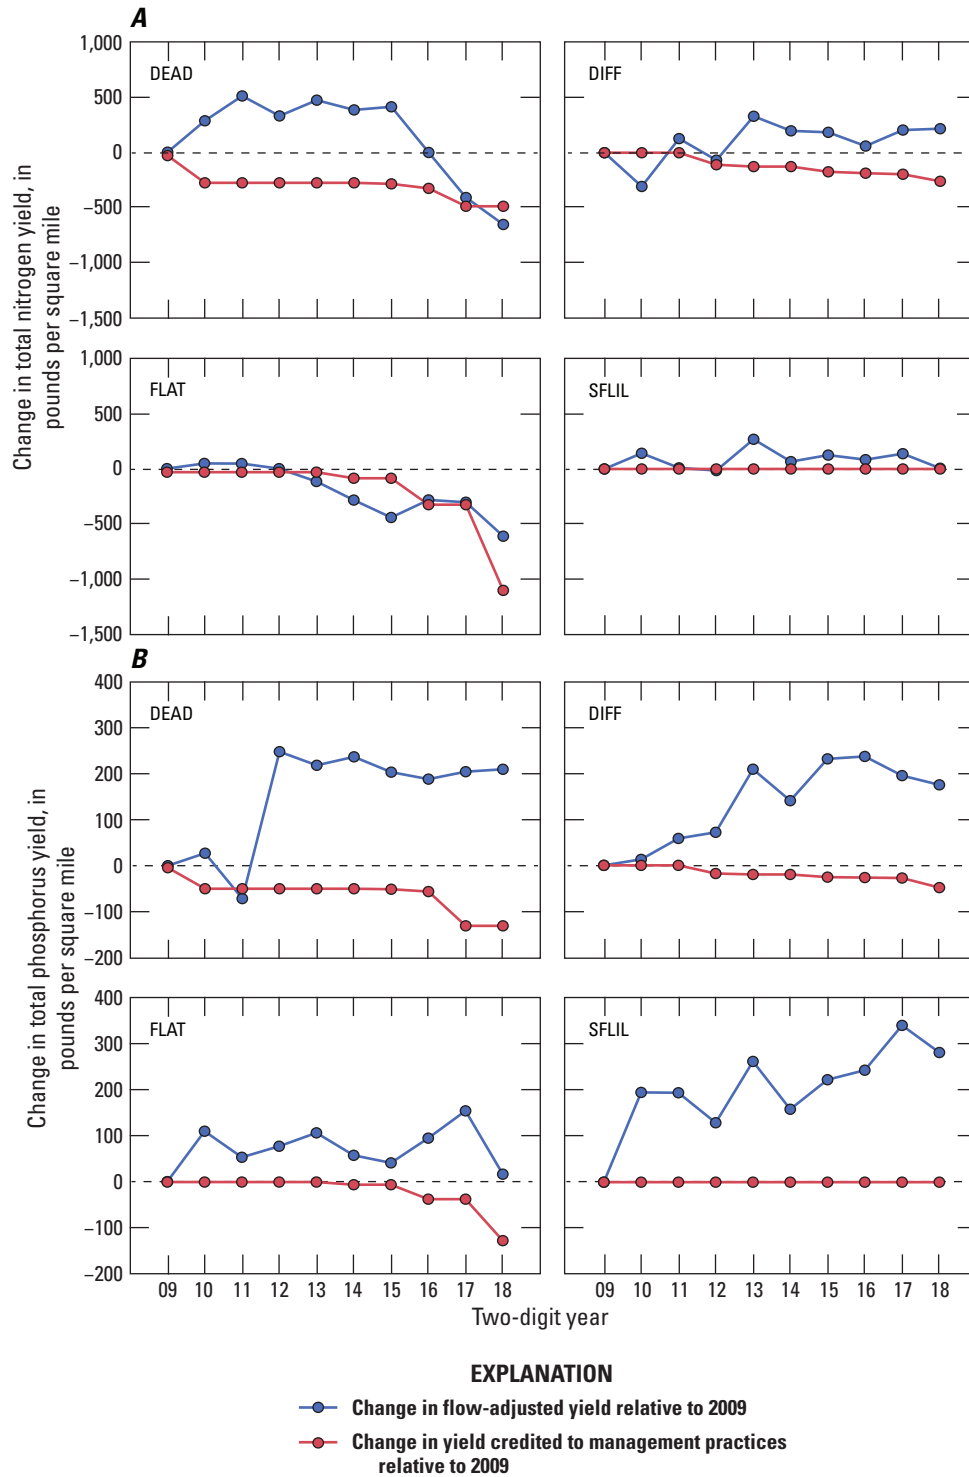 A
Change in total nitrogen yield, in
pounds per square mile
1,000
500
0
–500
–1,000
–1,500
DEAD
DIFF
1,000
500
0
–500
–1,000
–1,500
FLAT
SFLIL
B
Change in total phosphorus yield, in
pounds per square mile
400
300
200
100
0
–100
–200
DEAD
DIFF
400
300
200
100
0
–100
–200
FLAT
SFLIL
09 10 11 12 13 14 15 16 17 18
09 10 11 12 13 14 15 16 17 18
Two-digit year
EXPLANATION
Change in flow-adjusted yield relative to 2009
Change in yield credited to management practices
relative to 2009